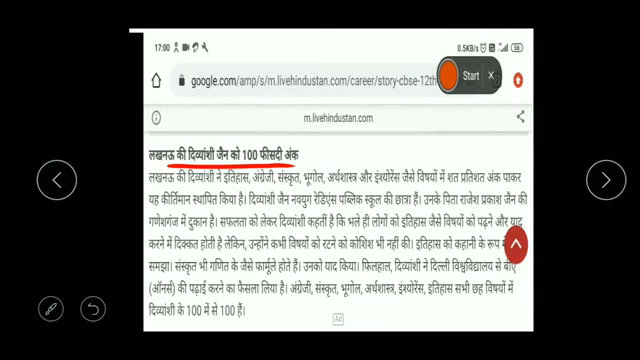 17:00 0.5KB/s 56
google.com/amp/s/m.livehindustan.com/career/story-cbse-12th
Start X
m.livehindustan.com
लखनऊ की दिव्यांशी जैन को 100 फीसदी अंक
लखनऊ की दिव्यांशी ने इतिहास, अंग्रेजी, संस्कृत, भूगोल, अर्थशास्त्र और इंश्योरेंस जैसे विषयों में शत प्रतिशत अंक पाकर
यह कीर्तिमान स्थापित किया है। दिव्यांशी जैन नवयुग रेडिएंस पब्लिक स्कूल की छात्रा हैं। उनके पिता राजेश प्रकाश जैन की
गणेशगंज में दुकान है। सफलता को लेकर दिव्यांशी कहतीं है कि भले ही लोगों को इतिहास जैसे विषयों को पढ़ने और याद
करने में दिक्कत होती है लेकिन, उन्होंने कभी विषयों को रटने को कोशिश भी नहीं की। इतिहास को कहानी के रूप में
समझा। संस्कृत भी गणित के जैसे फार्मूले होते हैं। उनको याद किया। फिलहाल, दिव्यांशी ने दिल्ली विश्वविद्यालय से बीए
(ऑनर्स) की पढ़ाई करने का फैसला लिया है। अंग्रेजी, संस्कृत, भूगोल, अर्थशास्त्र, इंश्योरेंस, इतिहास सभी छह विषयों में
दिव्यांशी के 100 में से 100 हैं।
Ad